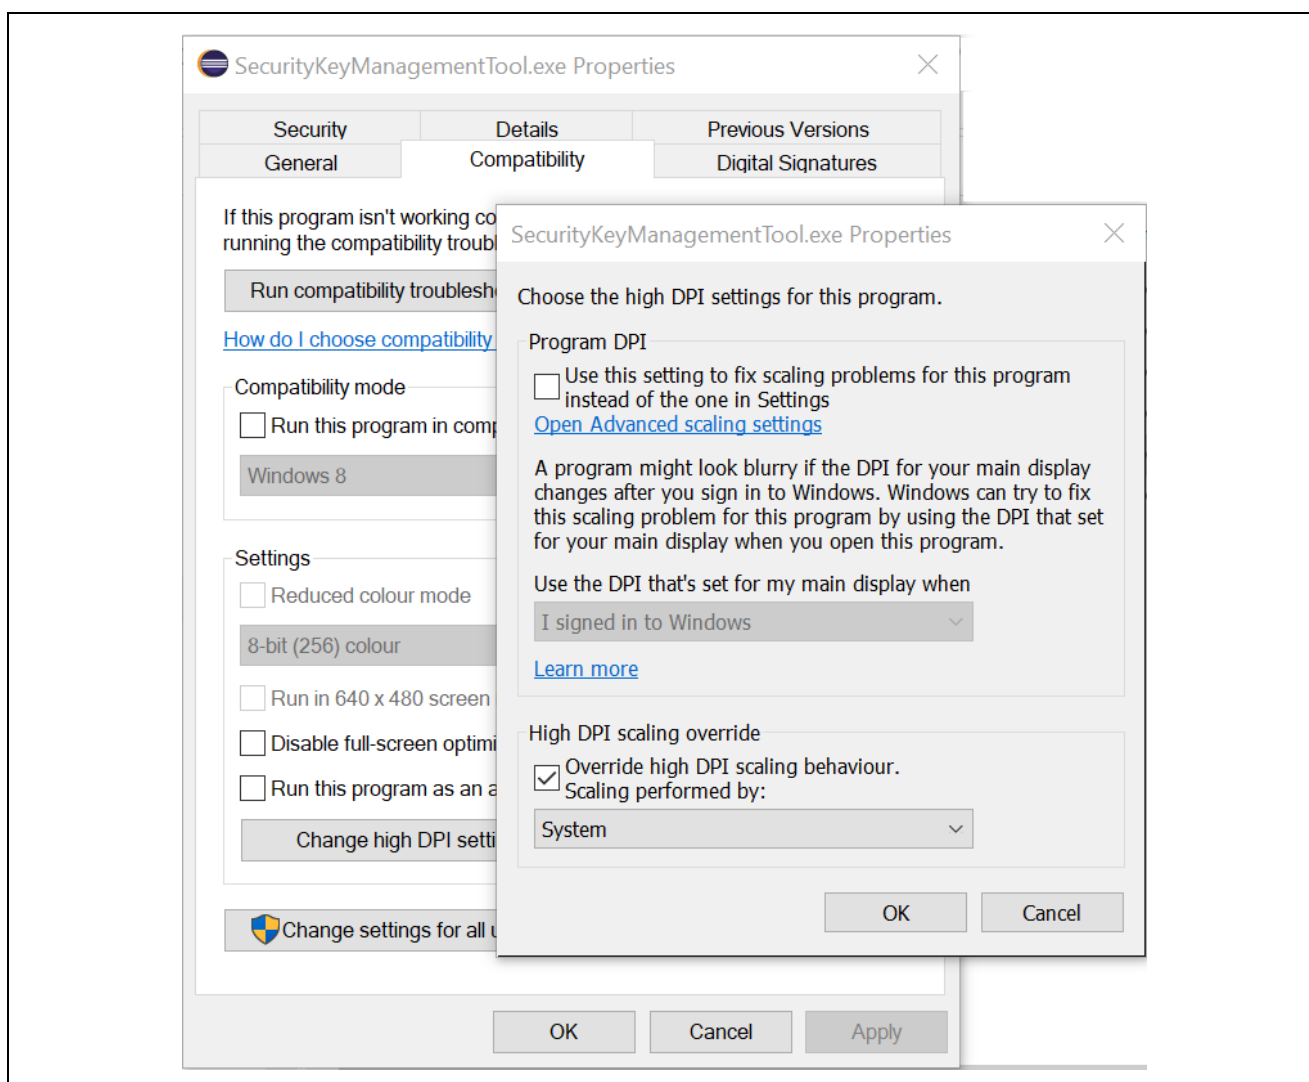 SecurityKeyManagementTool.exe Properties
Security Details Previous Versions
General Compatibility Digital Signatures
If this program isn't working
running the compatibility
Run compatibility
How do I choose compatibility
Compatibility mode
Run this program in
Windows 8
Settings
Reduced colour mode
8-bit (256) colour
Run in 640 x 480 screen
Disable full-screen
Run this program as an
Change high DPI
Change settings for all
OK Cancel Apply
SecurityKeyManagementTool.exe Properties
Choose the high DPI settings for this program.
Program DPI
Use this setting to fix scaling problems for this program
instead of the one in Settings
Open Advanced scaling settings
A program might look blurry if the DPI for your main display
changes after you sign in to Windows. Windows can try to fix
this scaling problem for this program by using the DPI that set
for your main display when you open this program.
Use the DPI that's set for my main display when
I signed in to Windows
Learn more
High DPI scaling override
Override high DPI scaling behaviour.
Scaling performed by:
System
OK Cancel